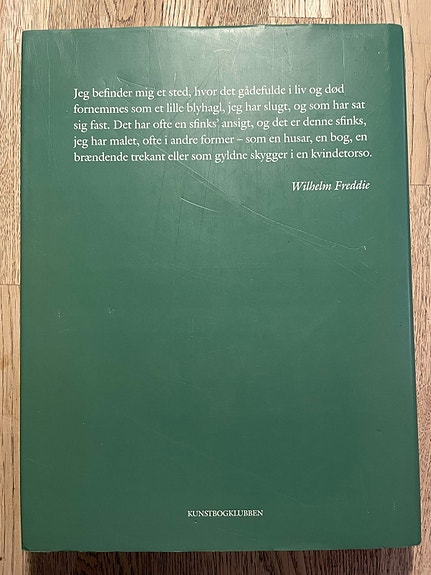 Jeg befinder mig et sted, hvor det gådefulde i liv og død
fornemmes som et lille blyhagl, jeg har slugt, og som har sat
sig fast. Det har ofte en sfinks’ ansigt, og det er denne sfinks,
jeg har malet, ofte i andre former – som en husar, en bog, en
brændende trekant eller som gyldne skygger i en kvindetorso.
Wilhelm Freddie
KUNSTBOGKLUBBEN